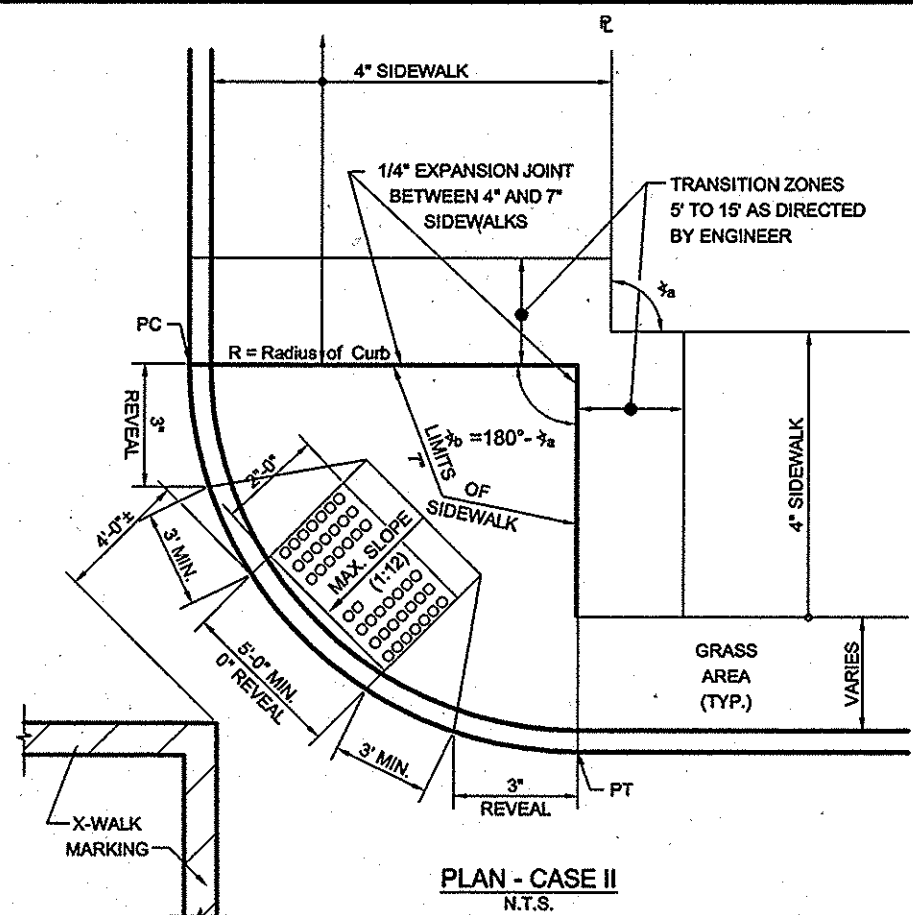 ℄
4" SIDEWALK
1/4" EXPANSION JOINT
BETWEEN 4" AND 7"
SIDEWALKS
TRANSITION ZONES
5' TO 15' AS DIRECTED
BY ENGINEER
∡a
PC
R = Radius of Curb
3"
REVEAL
∡b =180°- ∡a
7"
LIMITS
OF
SIDEWALK
2'-0"
4'-0"±
3' MIN.
MAX. SLOPE
(1:12)
4" SIDEWALK
5'-0" MIN.
0" REVEAL
GRASS
AREA
(TYP.)
VARIES
3' MIN.
3"
REVEAL
PT
X-WALK
MARKING
PLAN - CASE II
N.T.S.